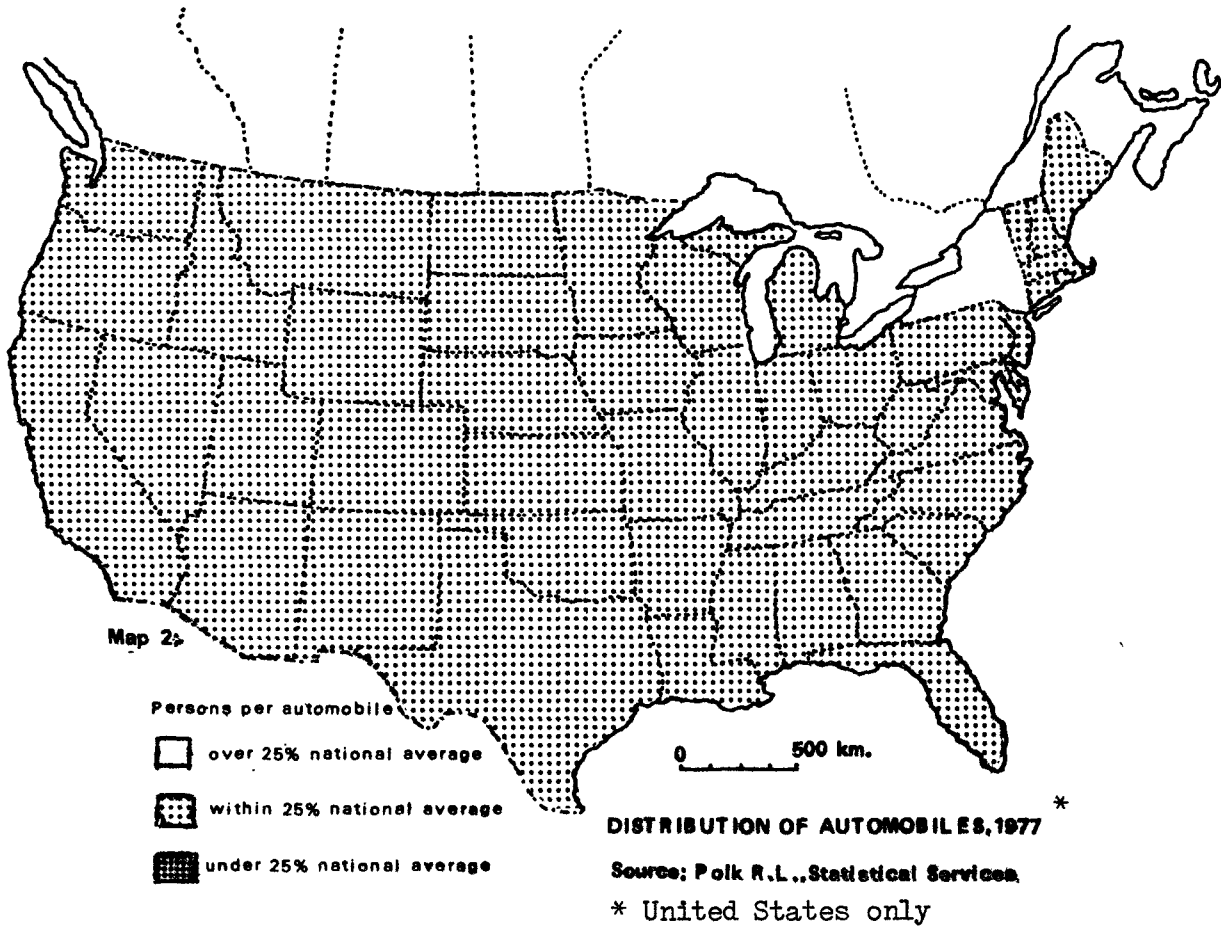 Map 2:
Persons per automobile
over 25% national average
within 25% national average
under 25% national average
0 500 km.
DISTRIBUTION OF AUTOMOBILES, 1977 *
Source: Polk R.L., Statistical Services.
* United States only